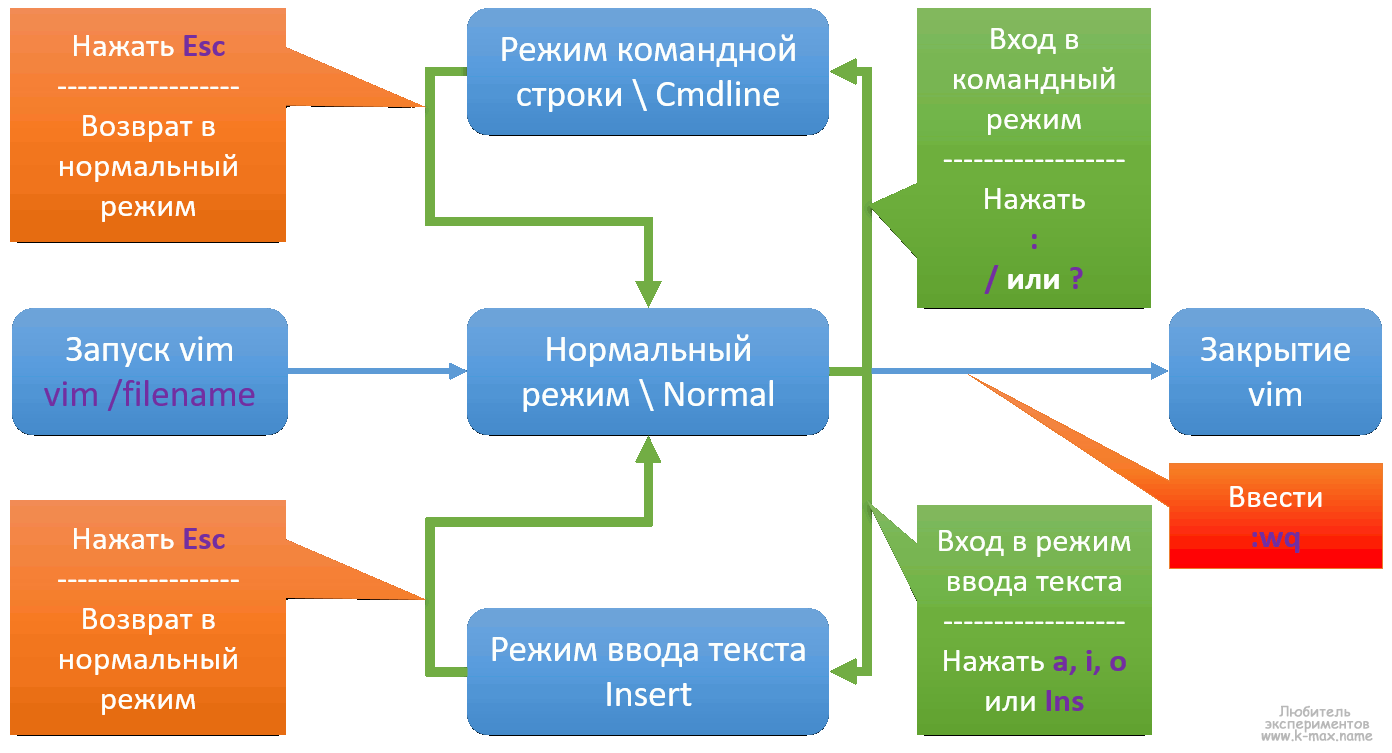 Нажать Esc
------------------
Возврат в
нормальный
режим
Режим командной
строки \ Cmdline
Вход в
командный
режим
------------------
Нажать
:
/ или ?
Запуск vim
vim /filename
Нормальный
режим \ Normal
Закрытие
vim
Ввести
:wq
Нажать Esc
------------------
Возврат в
нормальный
режим
Режим ввода текста
Insert
Вход в режим
ввода текста
------------------
Нажать a, i, o
или Ins
Любитель
экспериментов
www.k-max.name